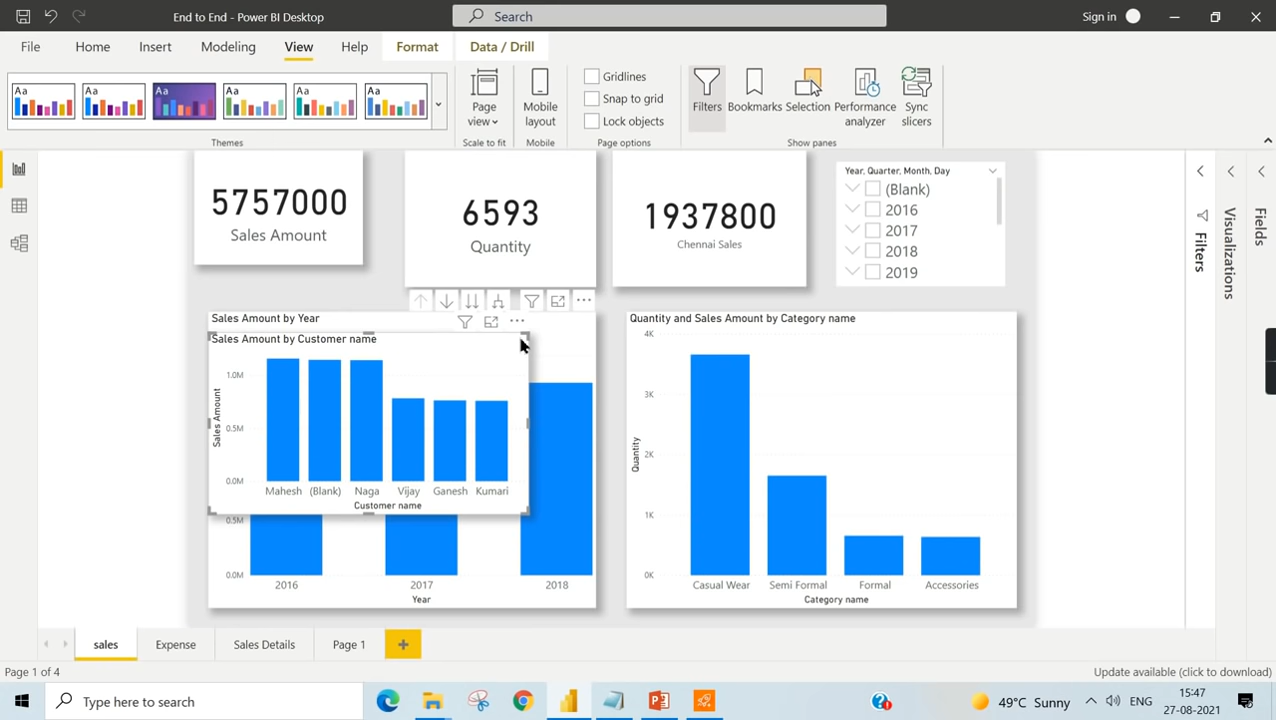 End to End - Power BI Desktop
Search
Sign in
File
Home
Insert
Modeling
View
Help
Format
Data / Drill
Aa
Aa
Aa
Aa
Aa
Aa
Themes
Page
view
Scale to fit
Mobile
layout
Mobile
Gridlines
Snap to grid
Lock objects
Page options
Filters
Bookmarks
Selection
Performance
analyzer
Sync
slicers
Show panes
5757000
Sales Amount
6593
Quantity
1937800
Chennai Sales
Year, Quarter, Month, Day
(Blank)
2016
2017
2018
2019
Filters
Visualizations
Fields
Sales Amount by Year
Sales Amount by Customer name
Sales Amount
1.0M
0.5M
0.0M
Mahesh
(Blank)
Naga
Vijay
Ganesh
Kumari
Customer name
0.5M
0.0M
2016
2017
2018
Year
Quantity and Sales Amount by Category name
Quantity
4K
3K
2K
1K
0K
Casual Wear
Semi Formal
Formal
Accessories
Category name
sales
Expense
Sales Details
Page 1
Page 1 of 4
Update available (click to download)
Type here to search
49°C Sunny
ENG
15:47
27-08-2021